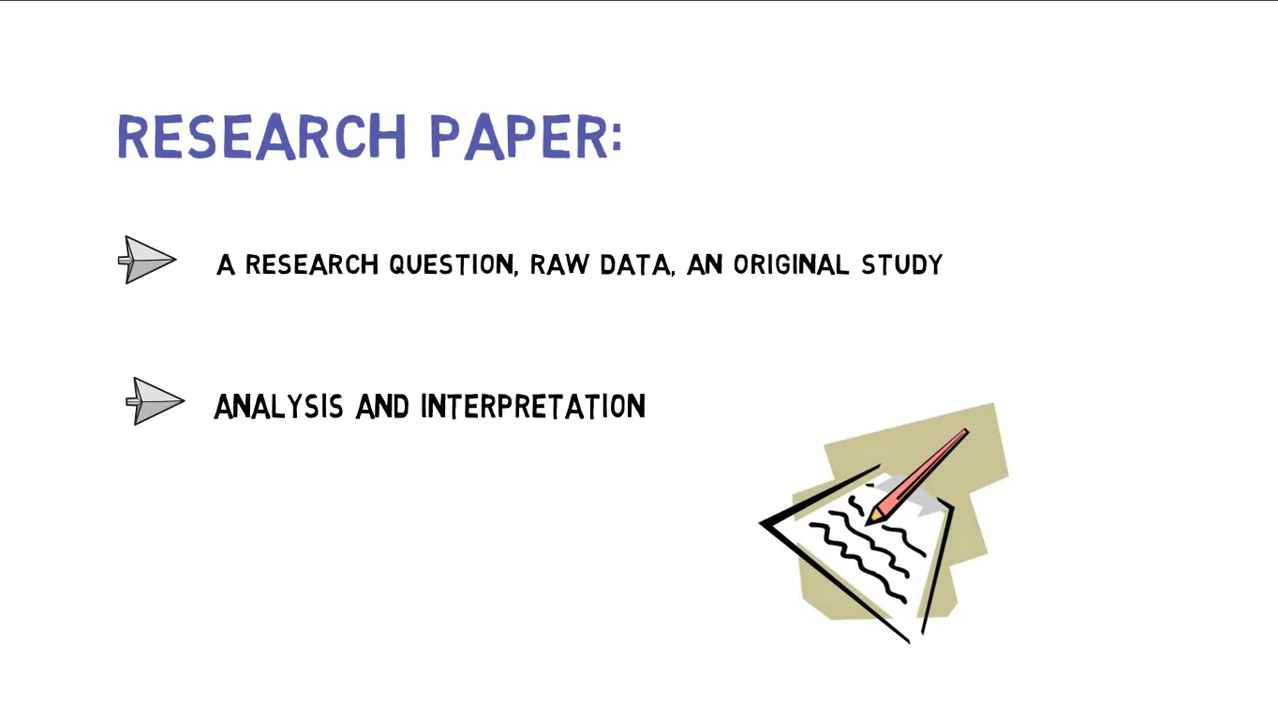 RESEARCH PAPER:
A RESEARCH QUESTION, RAW DATA, AN ORIGINAL STUDY
ANALYSIS AND INTERPRETATION